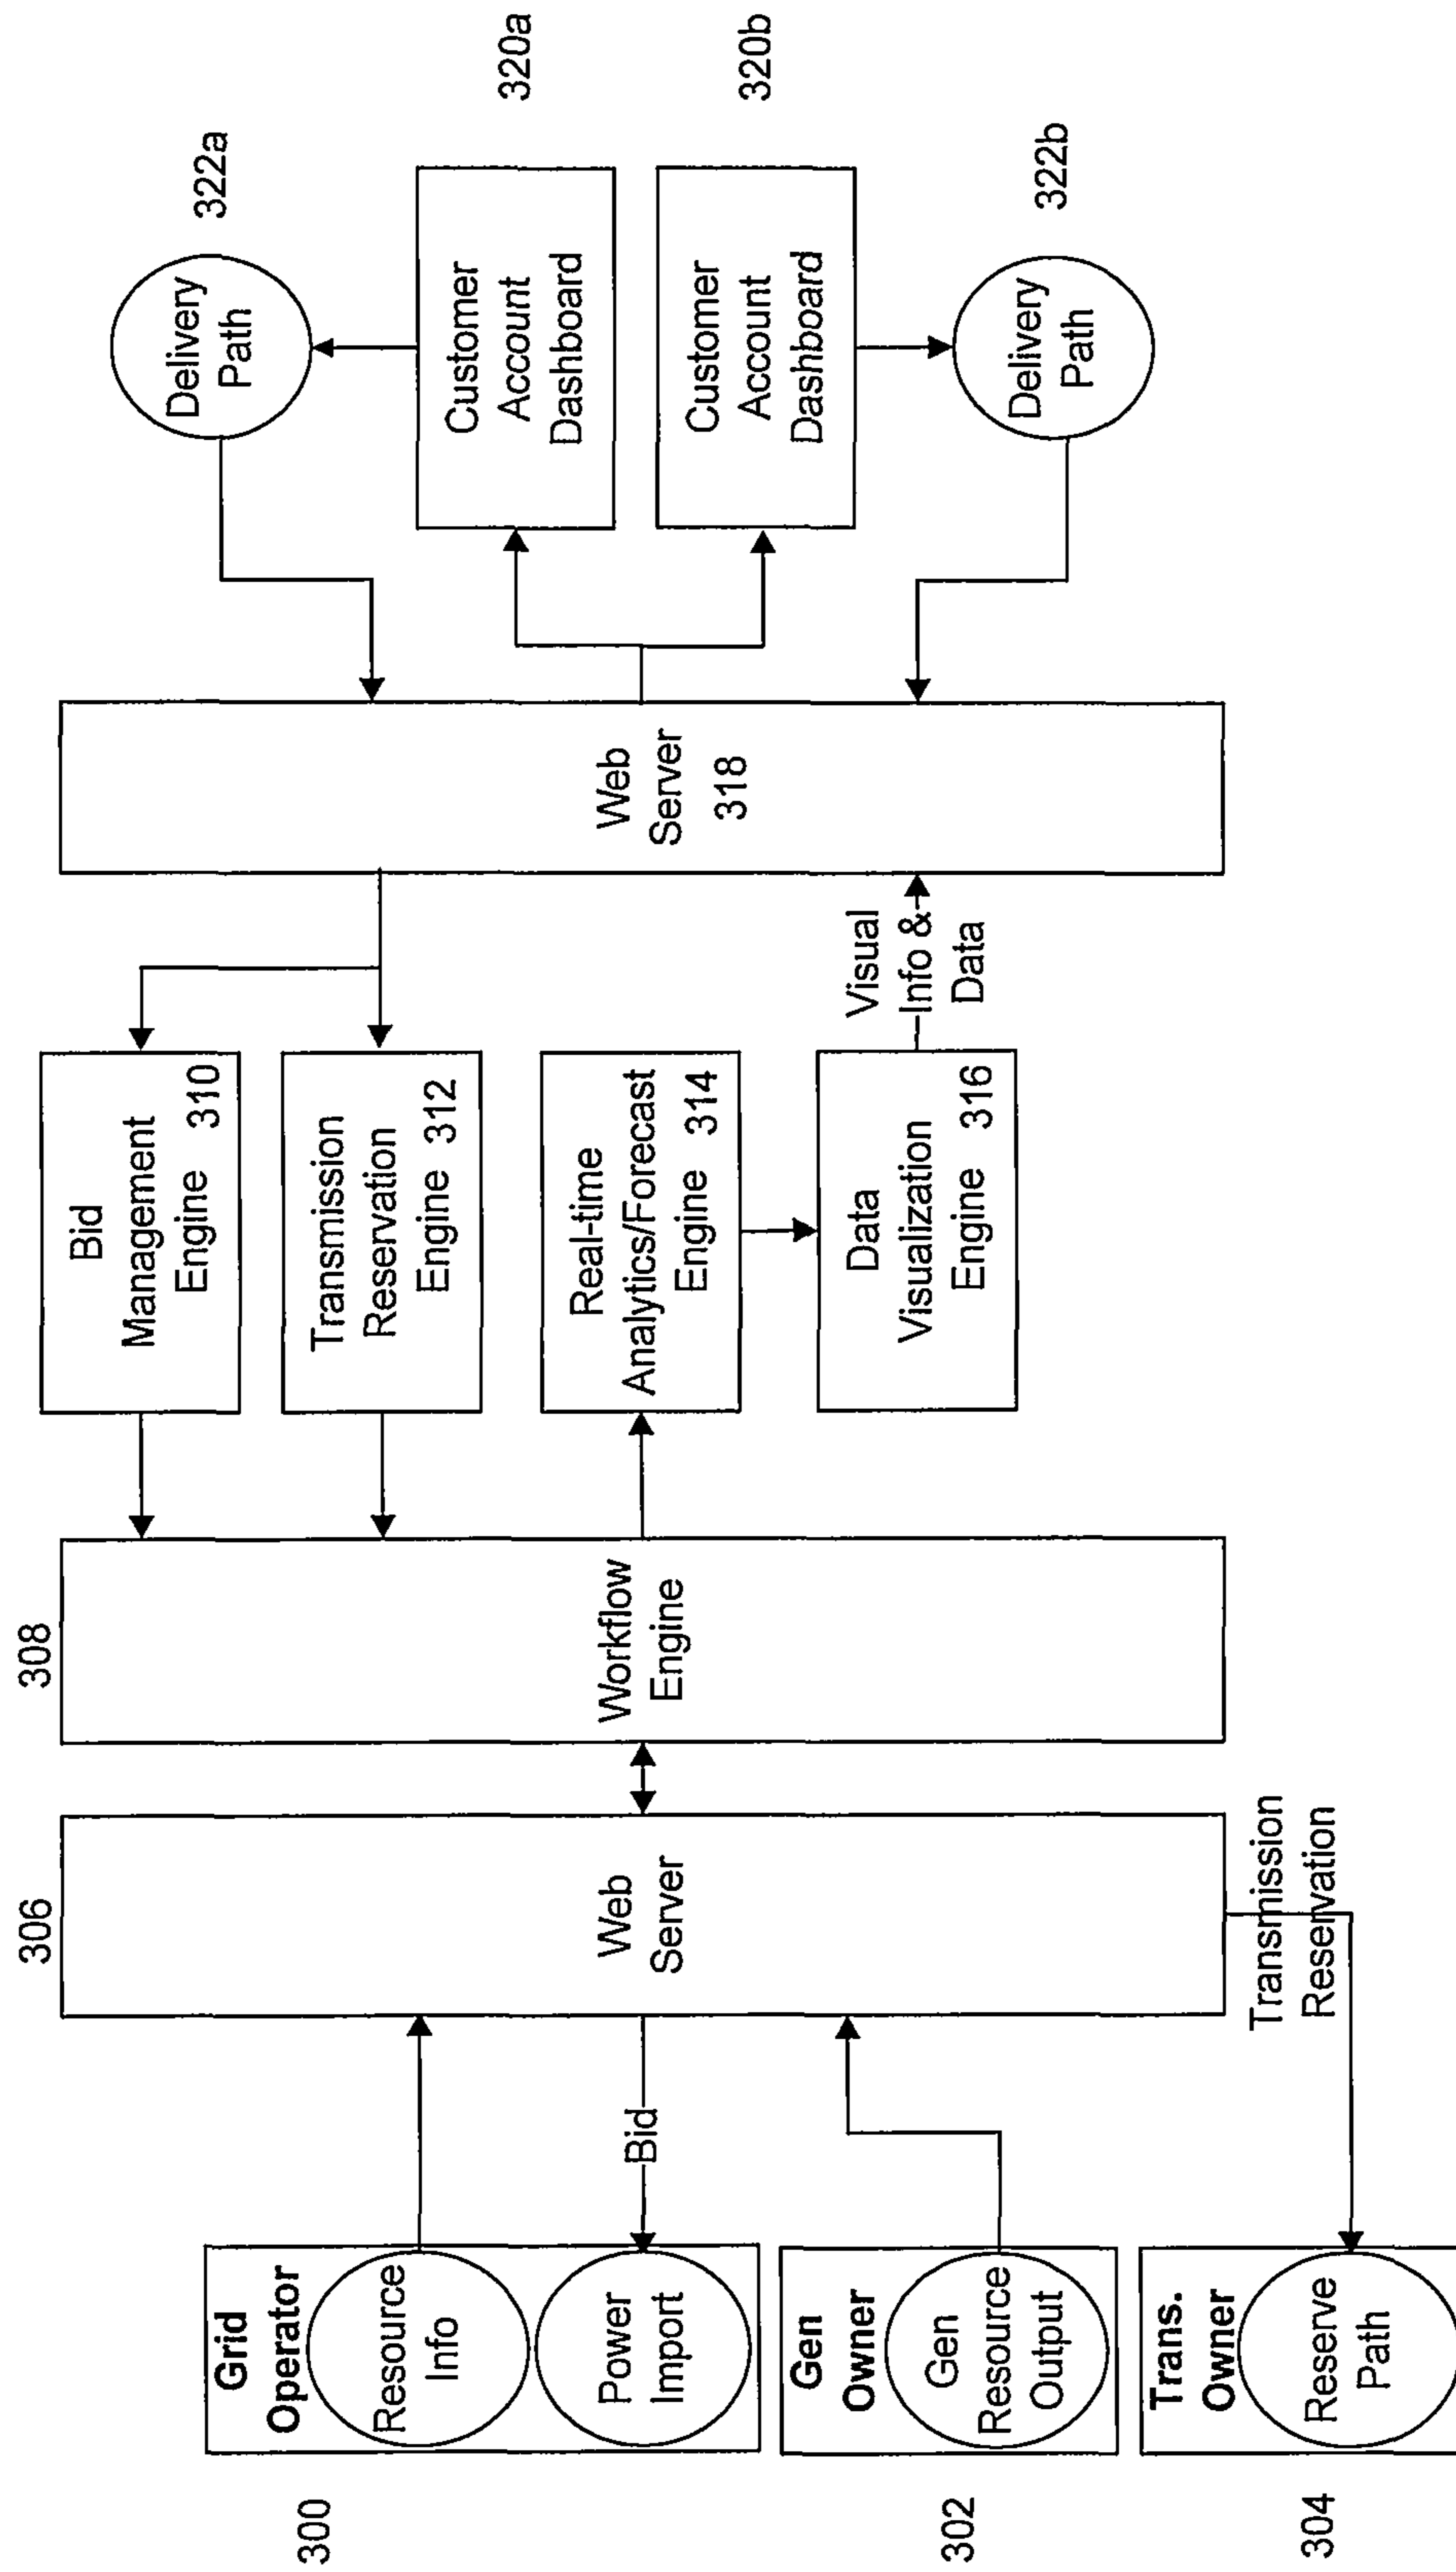 300
Grid
Operator
Resource
Info
Power
Import
302
Gen
Owner
Gen
Resource
Output
304
Trans.
Owner
Reserve
Path
Bid
306
Web
Server
Transmission
Reservation
308
Workflow
Engine
Bid
Management
Engine 310
Transmission
Reservation
Engine 312
Real-time
Analytics/Forecast
Engine 314
Data
Visualization
Engine 316
Visual
Info &
Data
Web
Server
318
Delivery
Path
322a
Customer
Account
Dashboard
320a
Customer
Account
Dashboard
320b
Delivery
Path
322b